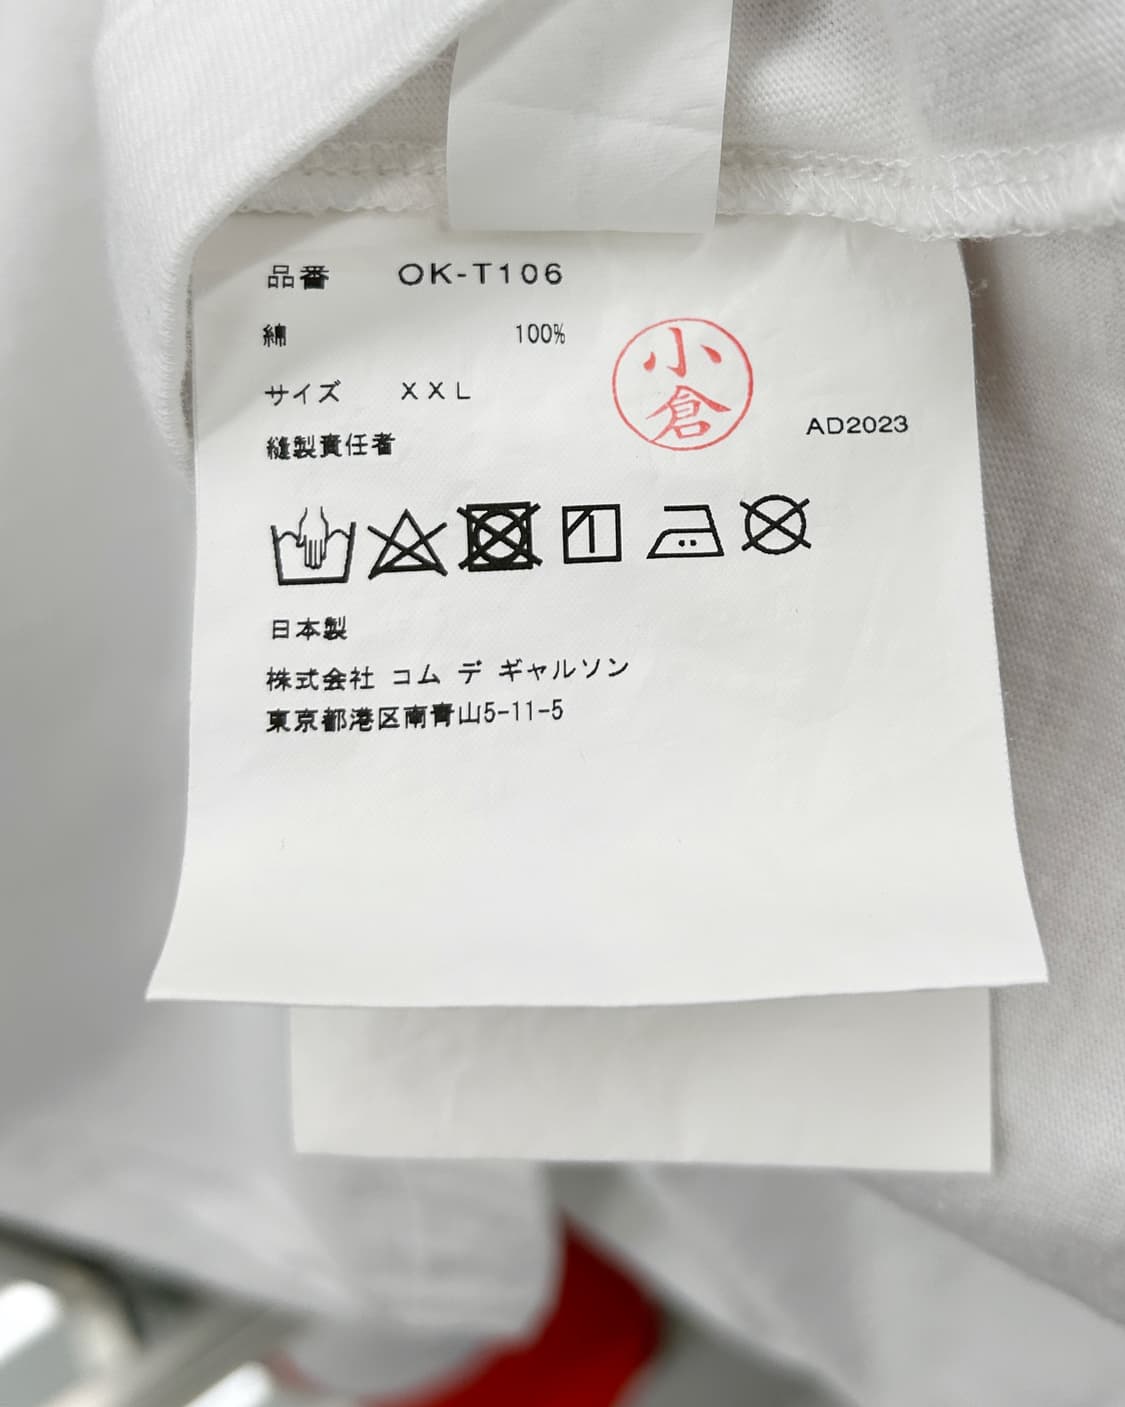 品番 OK-T106
綿 100%
サイズ XXL
縫製責任者
小倉
AD2023
日本製
株式会社 コム デ ギャルソン
東京都港区南青山5-11-5